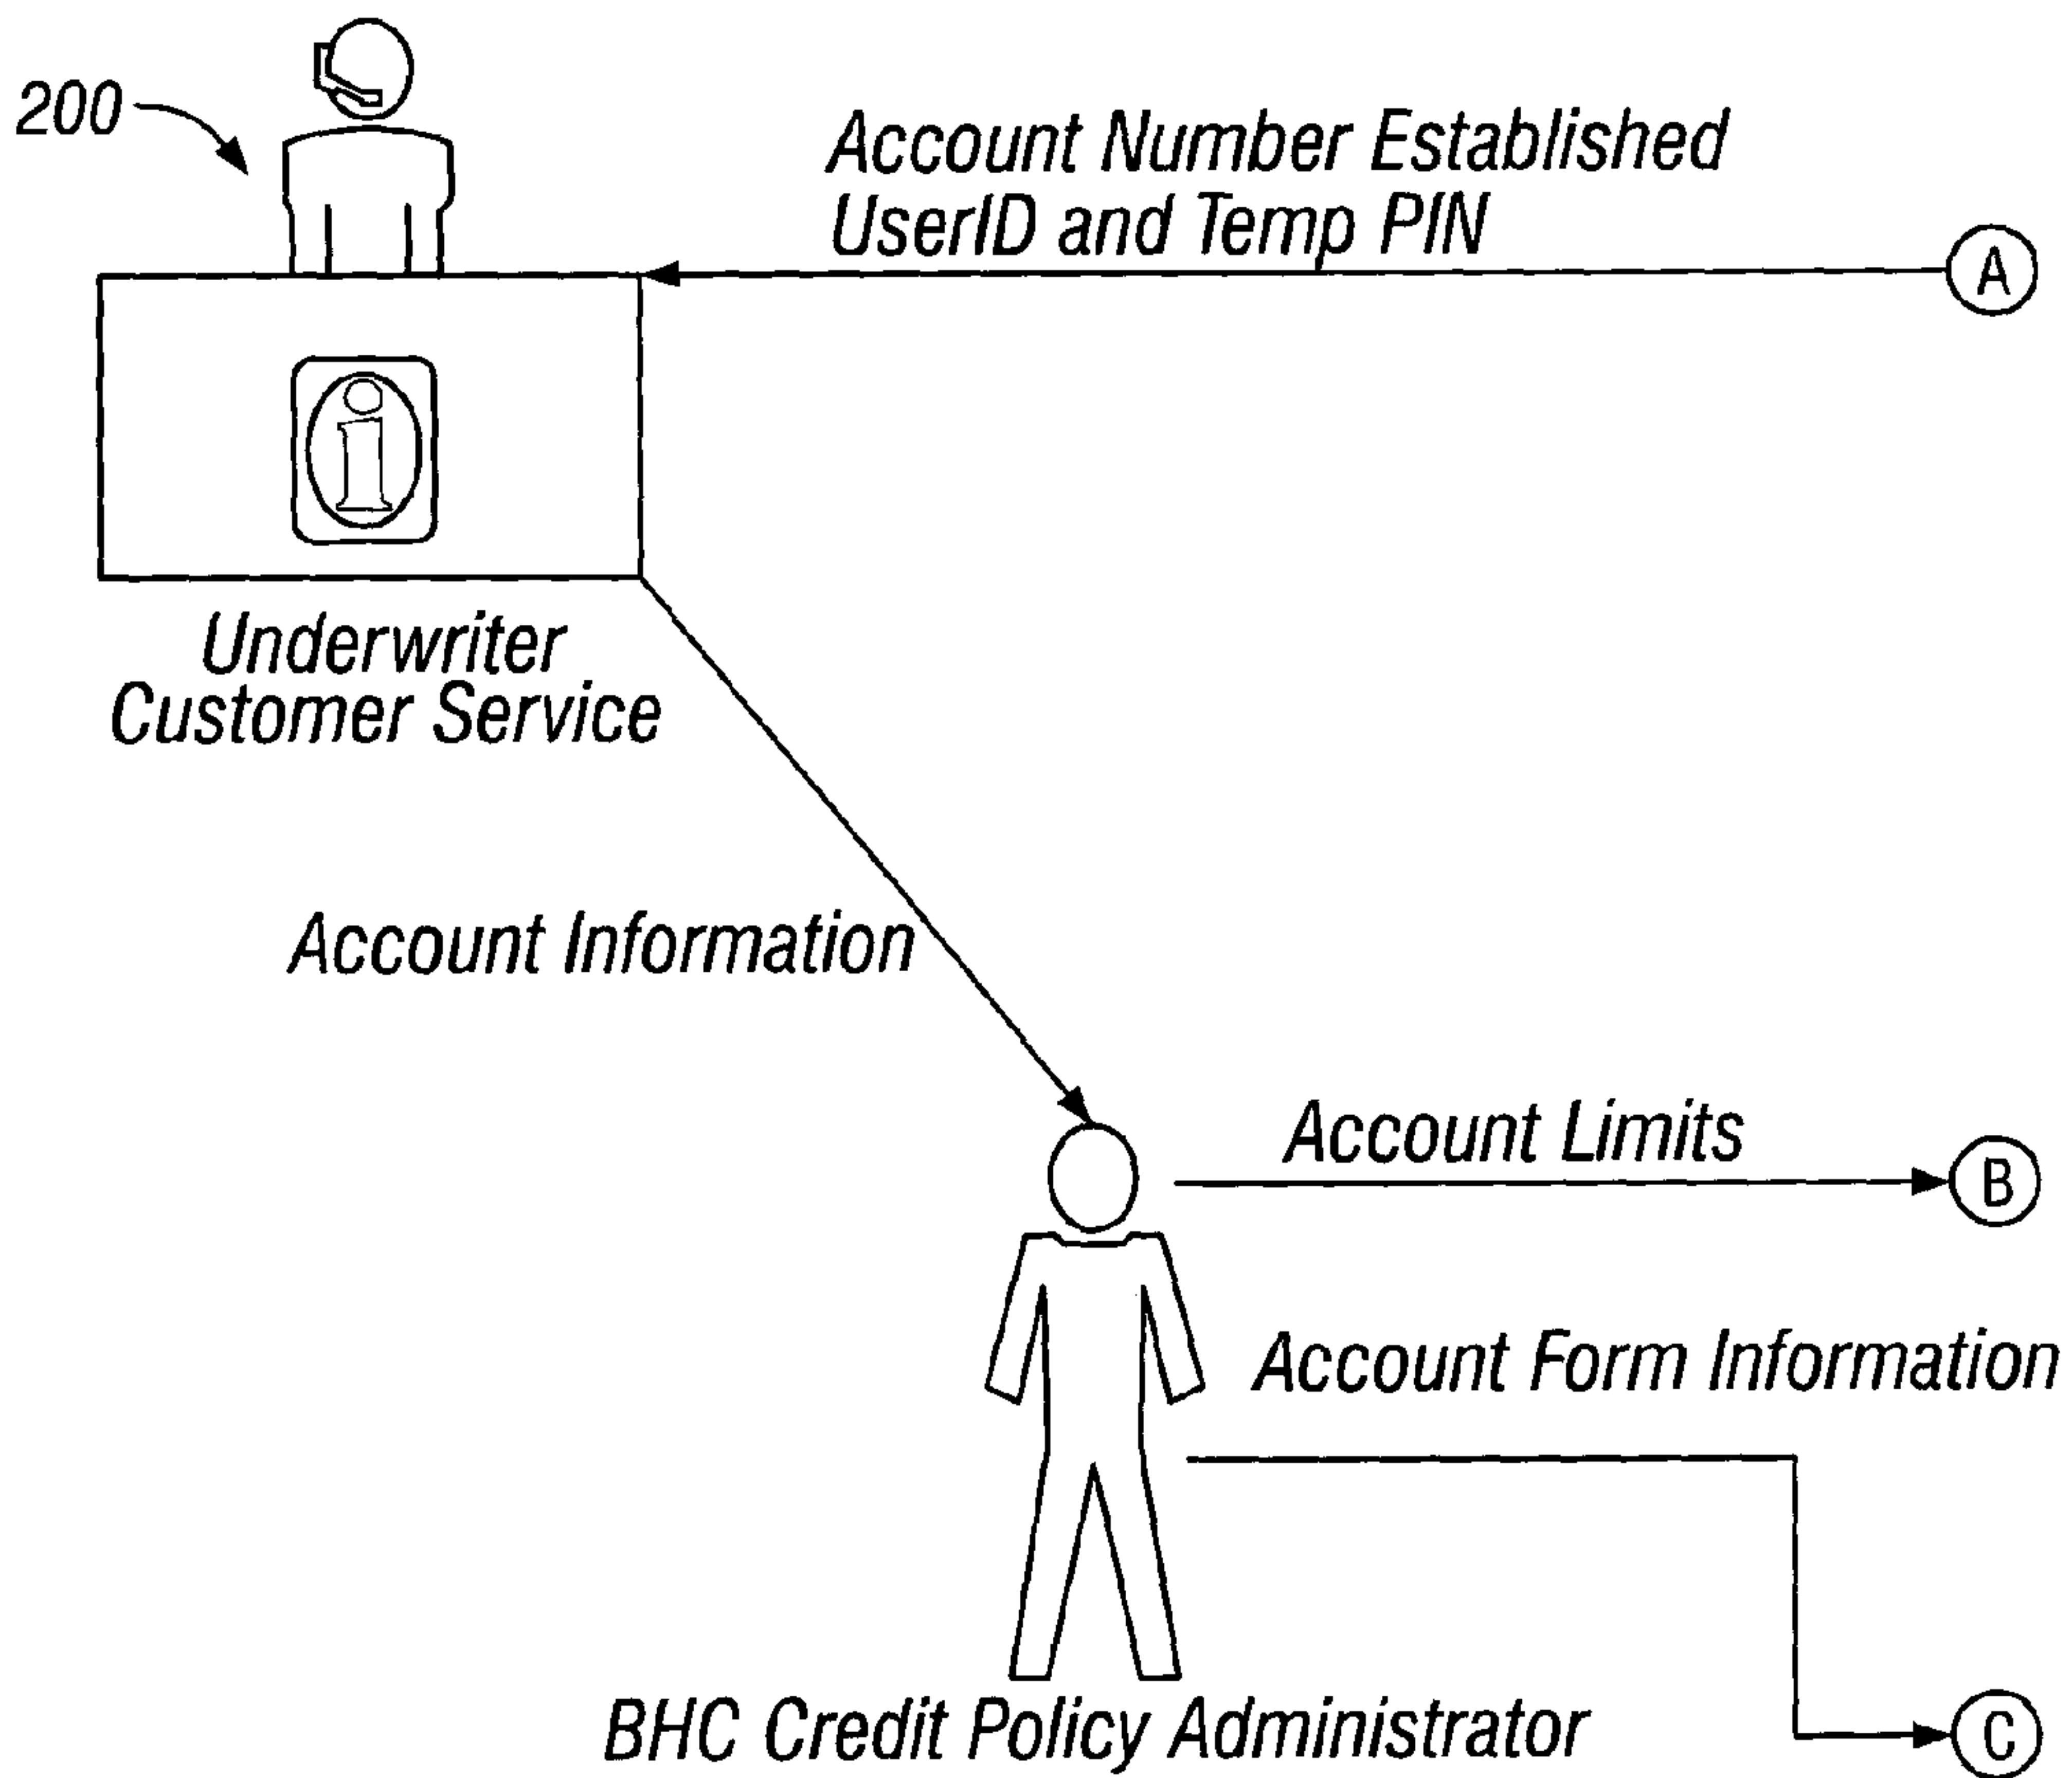 200
Account Number Established
UserID and Temp PIN
A
i
Underwriter
Customer Service
Account Information
Account Limits
B
Account Form Information
BHC Credit Policy Administrator
C